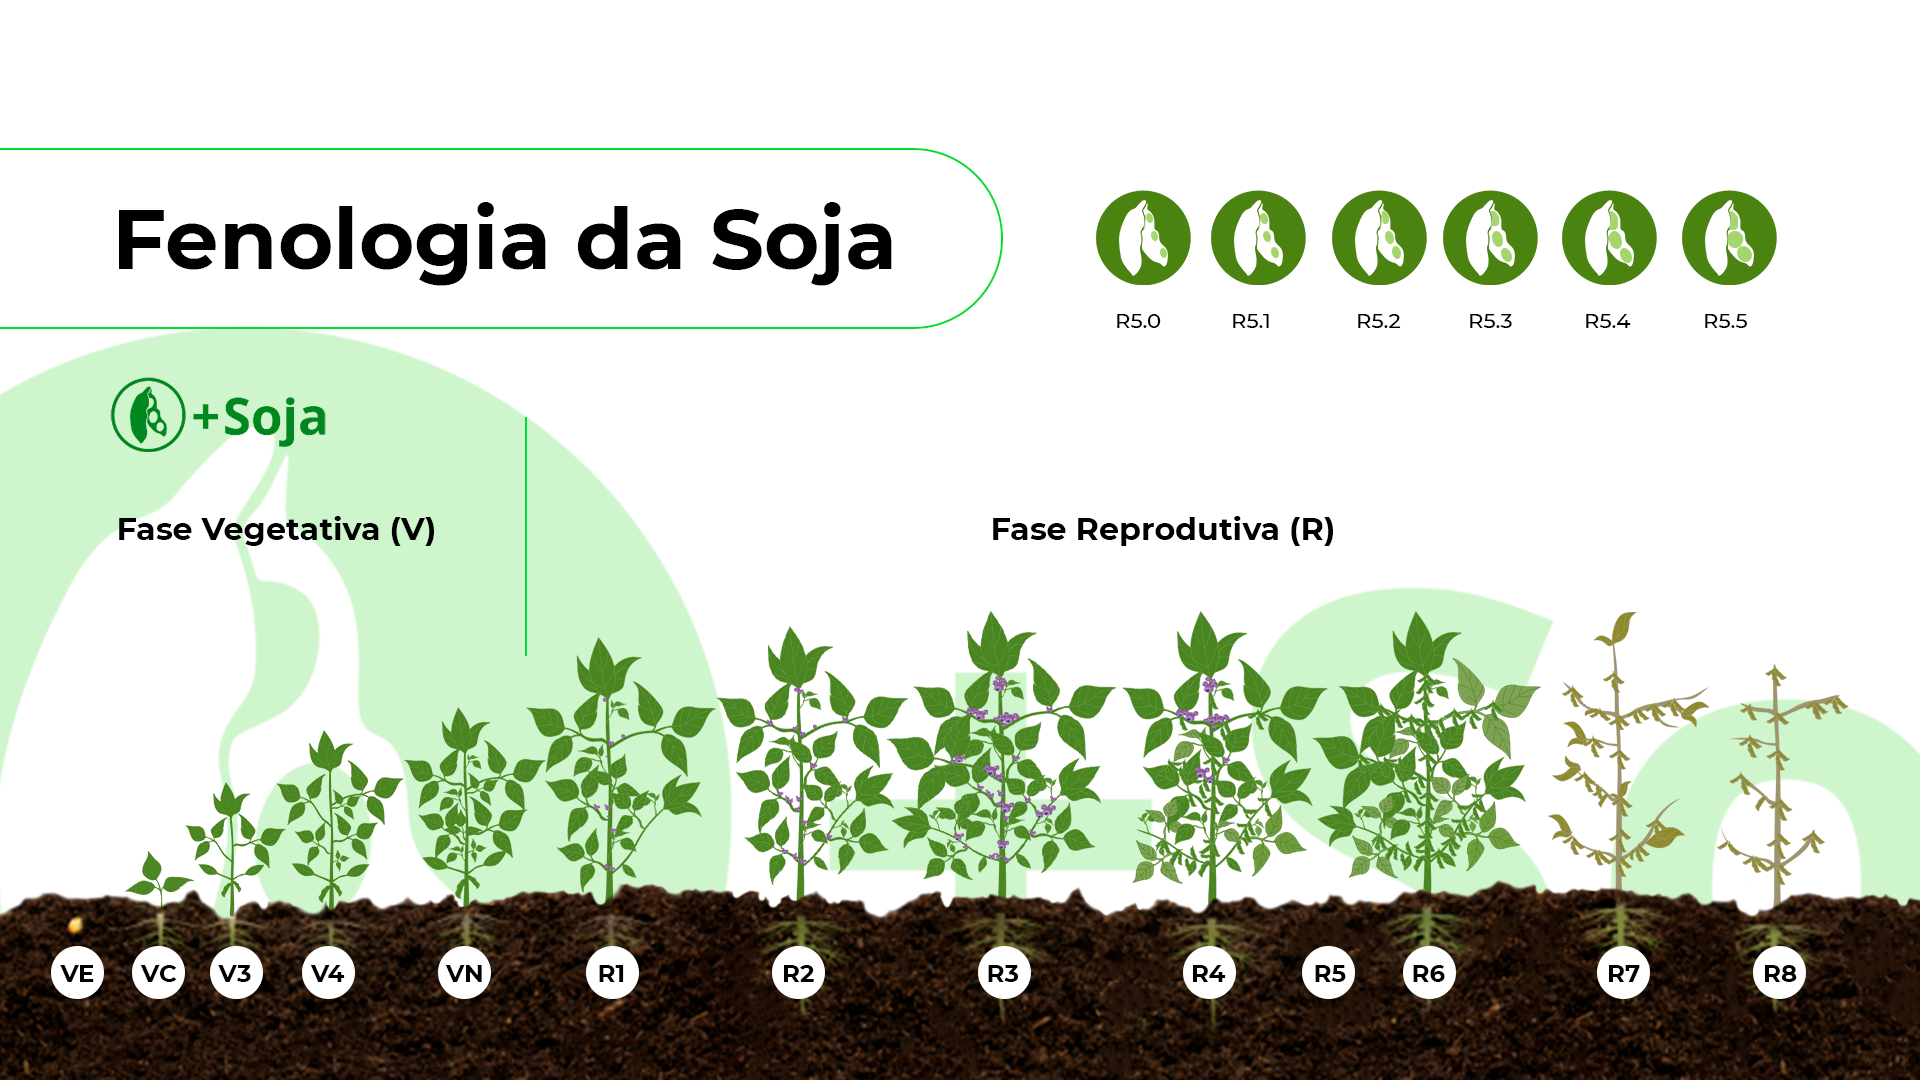 Fenologia da Soja
R5.0 R5.1 R5.2 R5.3 R5.4 R5.5
+Soja
Fase Vegetativa (V)
Fase Reprodutiva (R)
VE VC V3 V4 VN R1 R2 R3 R4 R5 R6 R7 R8